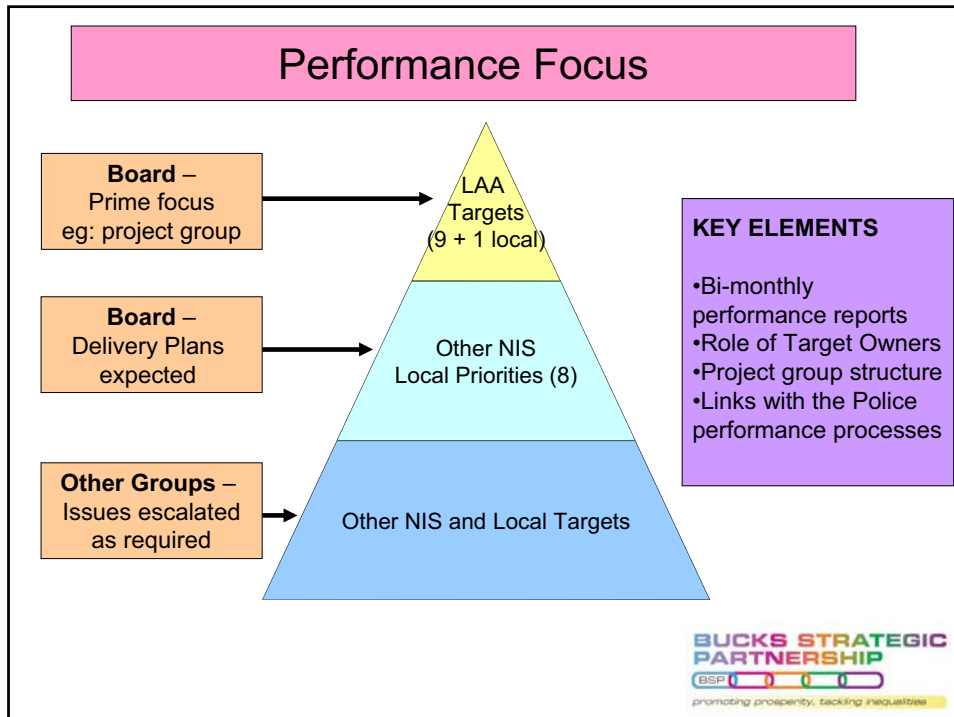 Performance Focus
Board –
Prime focus
eg: project group
LAA
Targets
(9 + 1 local)
Board –
Delivery Plans
expected
Other NIS
Local Priorities (8)
Other Groups –
Issues escalated
as required
Other NIS and Local Targets
KEY ELEMENTS
•Bi-monthly
performance reports
•Role of Target Owners
•Project group structure
•Links with the Police
performance processes
BUCKS STRATEGIC
PARTNERSHIP
BSP
promoting prosperity, tackling inequalities